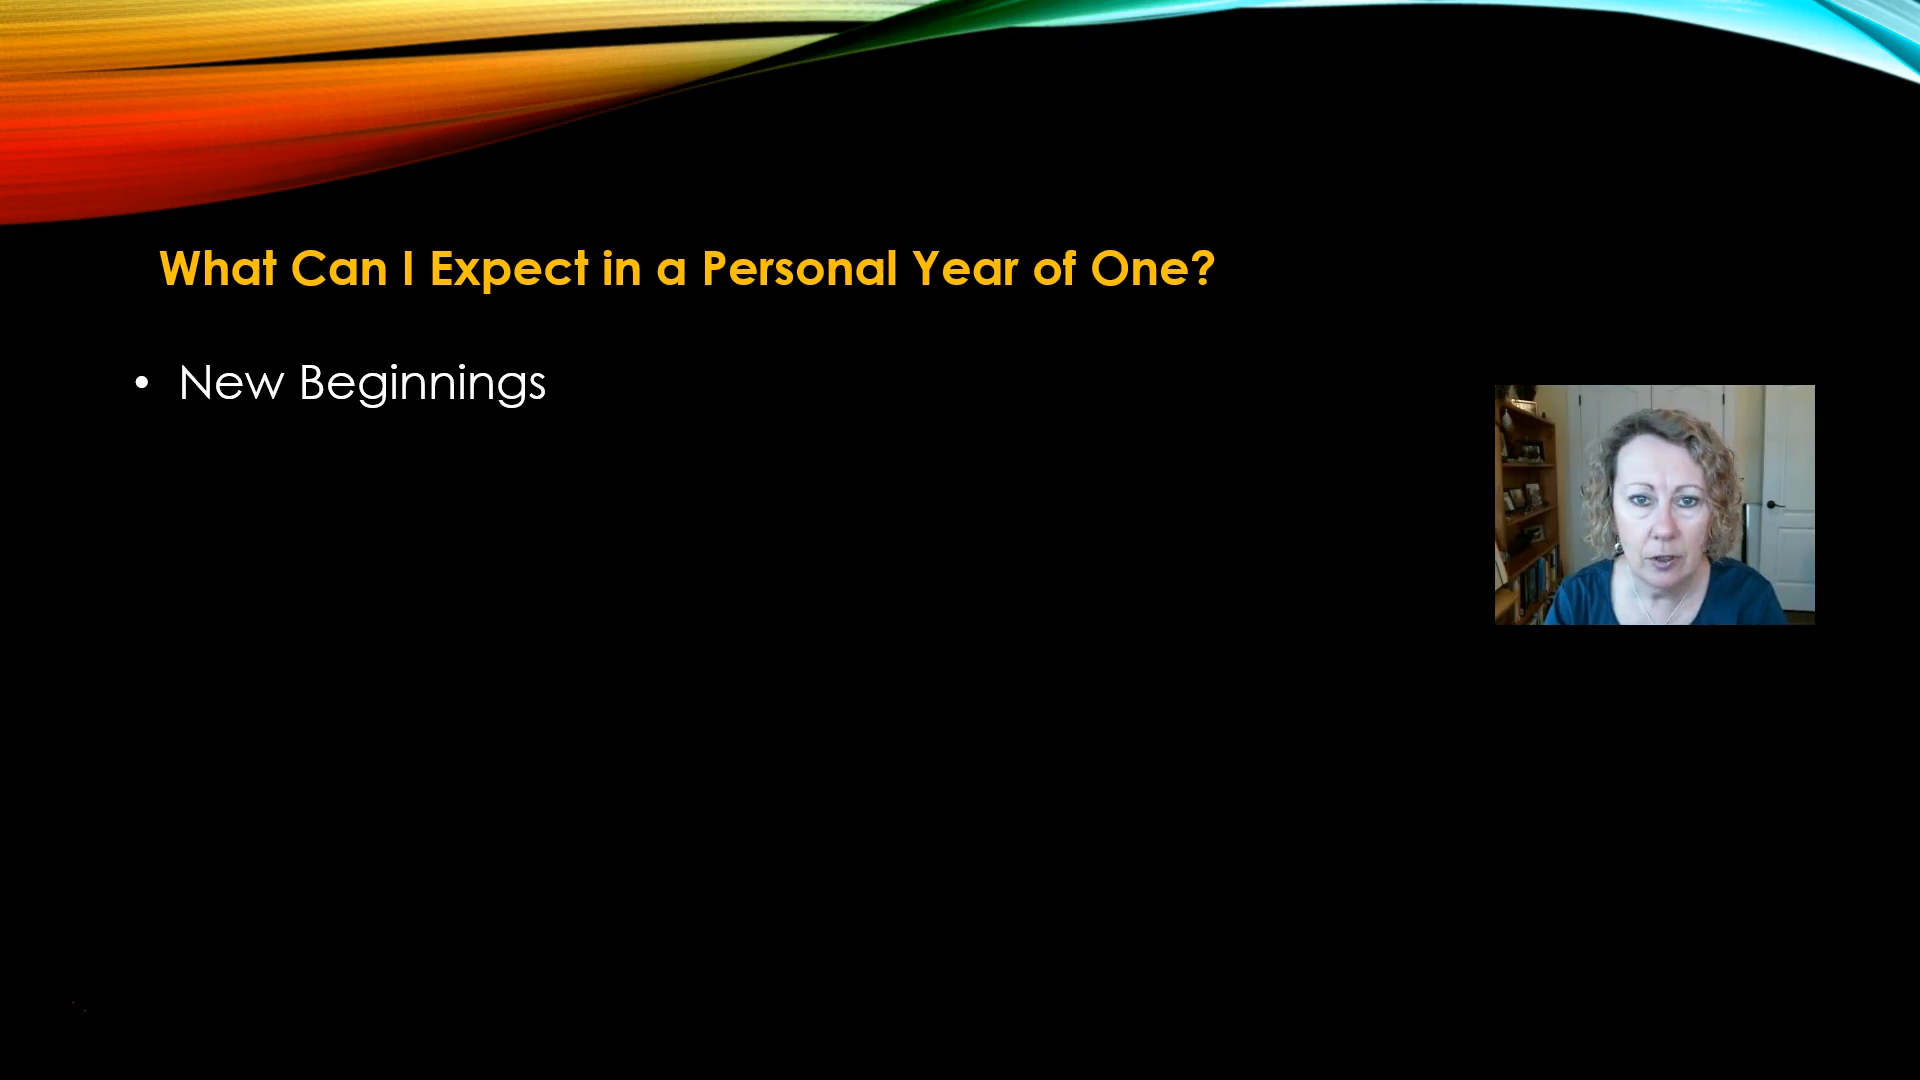 What Can I Expect in a Personal Year of One?
• New Beginnings